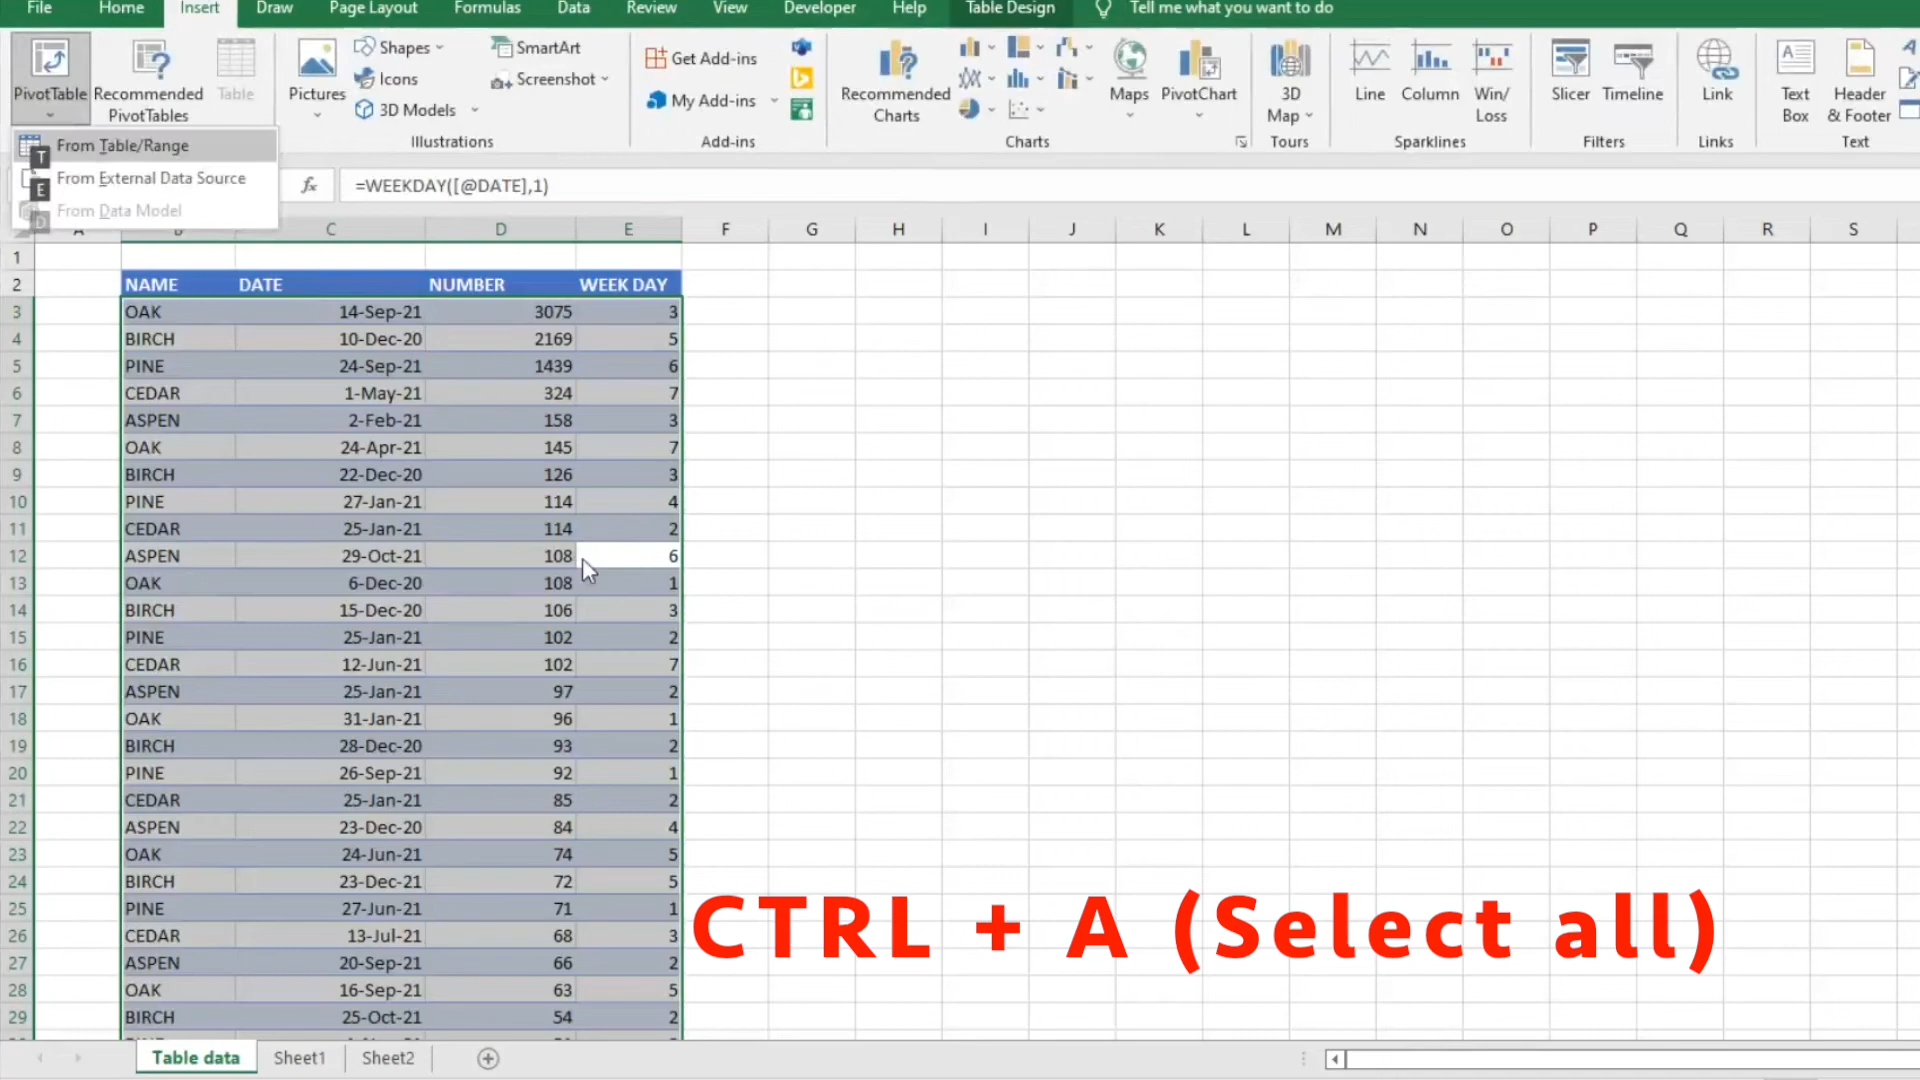 File Home Insert Draw Page Layout Formulas Data Review View Developer Help Table Design Tell me what you want to do
PivotTable
Recommended PivotTables
Table
Pictures
Shapes
Icons
3D Models
SmartArt
Screenshot
Illustrations
Get Add-ins
My Add-ins
Add-ins
Recommended Charts
Maps
PivotChart
Charts
3D Map
Tours
Line
Column
Win/ Loss
Sparklines
Slicer
Timeline
Filters
Link
Links
Text Box
Header & Footer
Text
T From Table/Range
E From External Data Source
D From Data Model
fx =WEEKDAY([@DATE],1)
C D E F G H I J K L M N O P Q R S
1
2 NAME DATE NUMBER WEEK DAY
3 OAK 14-Sep-21 3075 3
4 BIRCH 10-Dec-20 2169 5
5 PINE 24-Sep-21 1439 6
6 CEDAR 1-May-21 324 7
7 ASPEN 2-Feb-21 158 3
8 OAK 24-Apr-21 145 7
9 BIRCH 22-Dec-20 126 3
10 PINE 27-Jan-21 114 4
11 CEDAR 25-Jan-21 114 2
12 ASPEN 29-Oct-21 108 6
13 OAK 6-Dec-20 108 1
14 BIRCH 15-Dec-20 106 3
15 PINE 25-Jan-21 102 2
16 CEDAR 12-Jun-21 102 7
17 ASPEN 25-Jan-21 97 2
18 OAK 31-Jan-21 96 1
19 BIRCH 28-Dec-20 93 2
20 PINE 26-Sep-21 92 1
21 CEDAR 25-Jan-21 85 2
22 ASPEN 23-Dec-20 84 4
23 OAK 24-Jun-21 74 5
24 BIRCH 23-Dec-21 72 5
25 PINE 27-Jun-21 71 1
26 CEDAR 13-Jul-21 68 3
27 ASPEN 20-Sep-21 66 2
28 OAK 16-Sep-21 63 5
29 BIRCH 25-Oct-21 54 2
CTRL + A (Select all)
Table data Sheet1 Sheet2